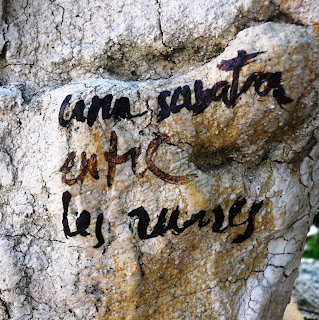 una sabata
entre
les runes